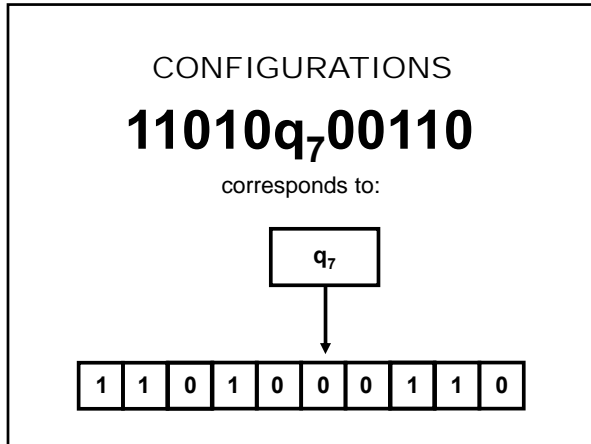 CONFIGURATIONS
11010q₇00110
corresponds to:
q₇
1 1 0 1 0 0 0 1 1 0